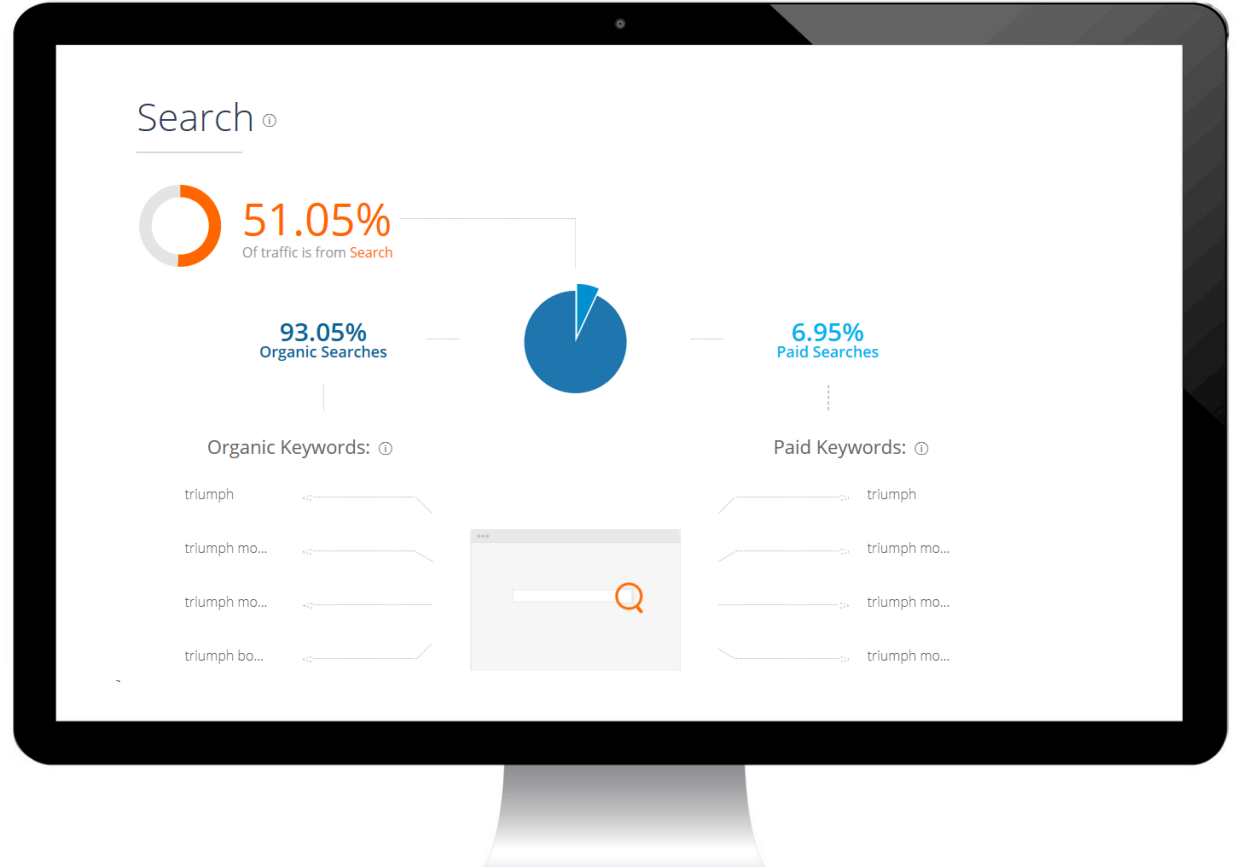 Search
51.05%
Of traffic is from Search
93.05%
Organic Searches
6.95%
Paid Searches
Organic Keywords:
Paid Keywords:
triumph
triumph
triumph mo...
triumph mo...
triumph mo...
triumph mo...
triumph bo...
triumph mo...